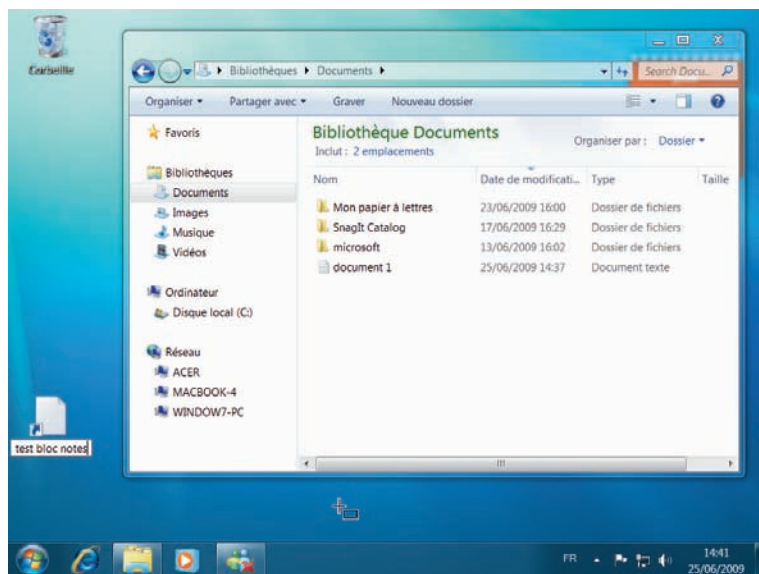 Corbeille
Bibliothèques Documents
Search Docu...
Organiser Partager avec Graver Nouveau dossier
Favoris
Bibliothèques
Documents
Images
Musique
Vidéos
Ordinateur
Disque local (C:)
Réseau
ACER
MACBOOK-4
WINDOW7-PC
Bibliothèque Documents
Inclut : 2 emplacements
Organiser par : Dossier
Nom Date de modificati... Type Taille
Mon papier à lettres 23/06/2009 16:00 Dossier de fichiers
SnagIt Catalog 17/06/2009 16:29 Dossier de fichiers
microsoft 13/06/2009 16:02 Dossier de fichiers
document 1 25/06/2009 14:37 Document texte
test bloc notes
FR
14:41
25/06/2009